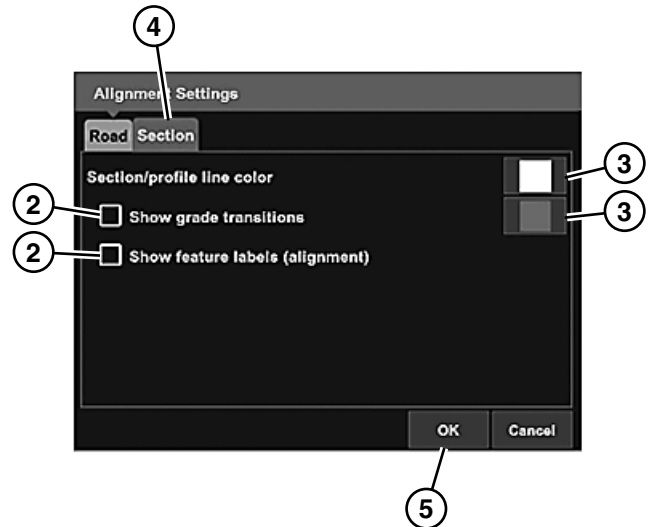 4
Alignment Settings
Road Section
Section/profile line color
3
2
Show grade transitions
3
2
Show feature labels (alignment)
OK Cancel
5